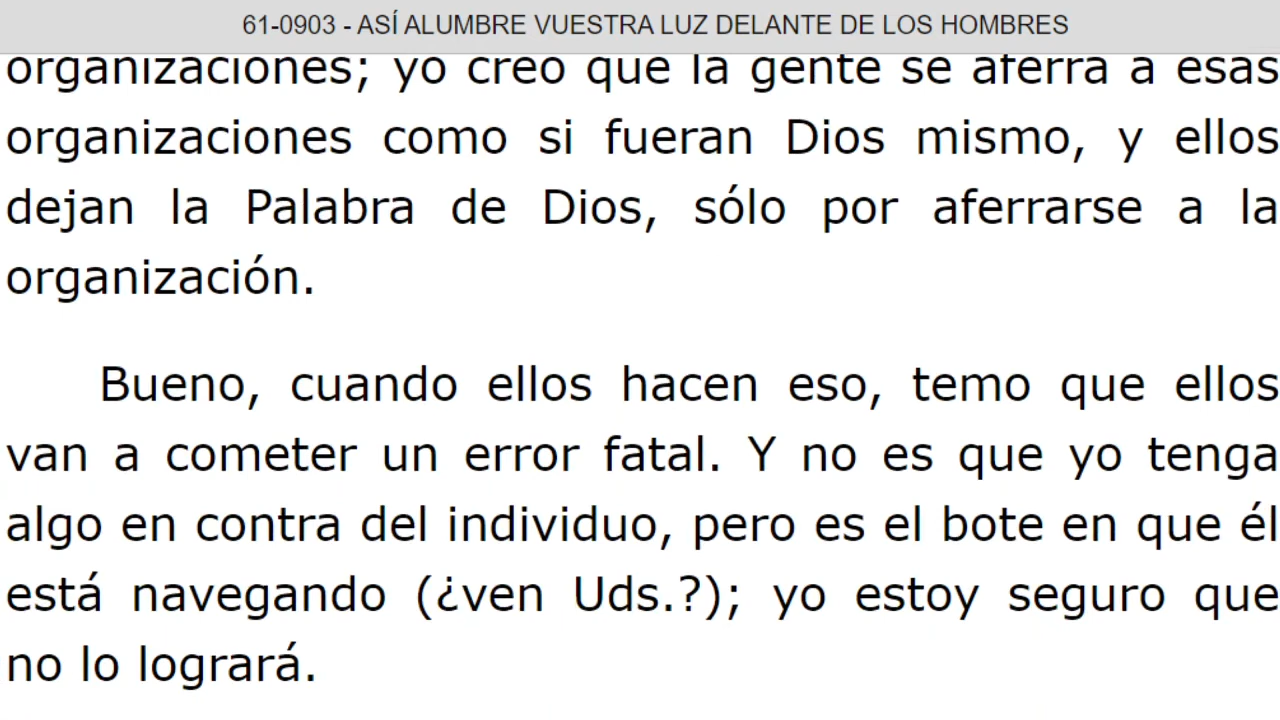 61-0903 - ASÍ ALUMBRE VUESTRA LUZ DELANTE DE LOS HOMBRES
organizaciones; yo creo que la gente se aferra a esas
organizaciones como si fueran Dios mismo, y ellos
dejan la Palabra de Dios, sólo por aferrarse a la
organización.
Bueno, cuando ellos hacen eso, temo que ellos
van a cometer un error fatal. Y no es que yo tenga
algo en contra del individuo, pero es el bote en que él
está navegando (¿ven Uds.?); yo estoy seguro que
no lo logrará.